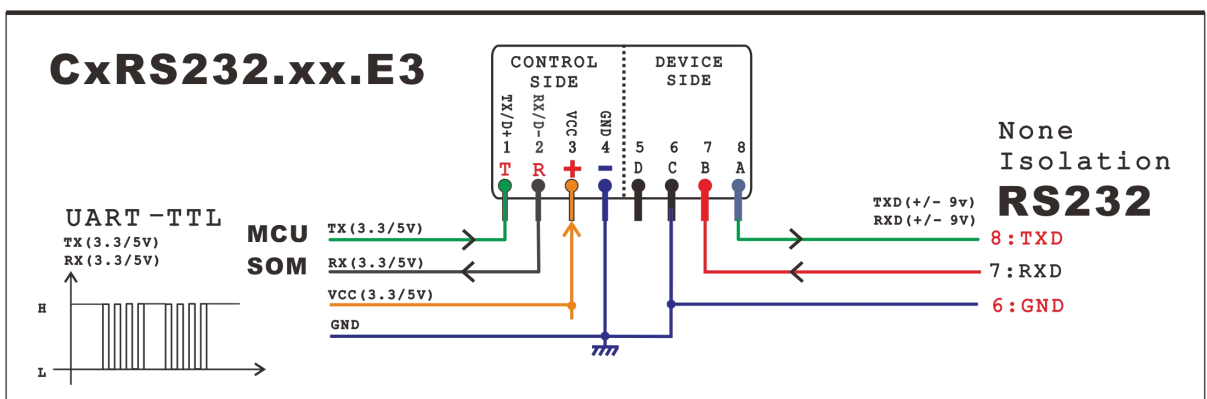 CxRS232.xx.E3
CONTROL
SIDE
DEVICE
SIDE
TX/D+
RX/D-
VCC
GND
1 2 3 4 5 6 7 8
T R + - D C B A
None
Isolation
RS232
TXD(+/- 9v)
RXD(+/- 9V)
8:TXD
7:RXD
6:GND
UART-TTL
TX(3.3/5V)
RX(3.3/5V)
H
L
MCU
SOM
TX(3.3/5V)
RX(3.3/5V)
VCC(3.3/5V)
GND